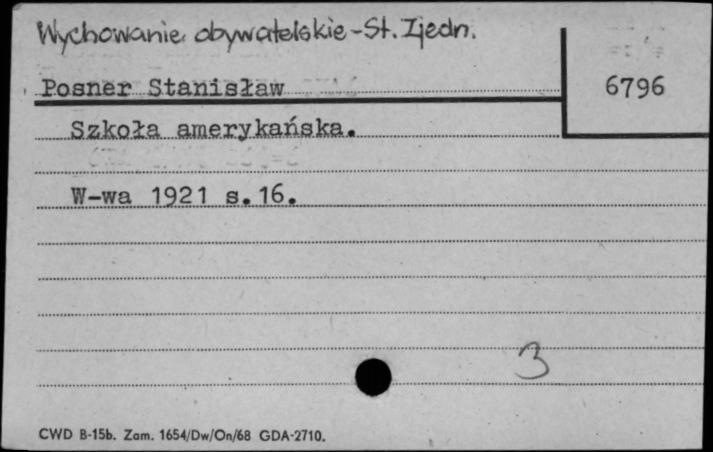 Wychowanie obywatelskie - St. Zjedn.
Posner Stanisław
6796
Szkoła amerykańska.
W-wa 1921 s.16.
3
CWD B-15b. Zam. 1654/Dw/On/68 GDA-2710.